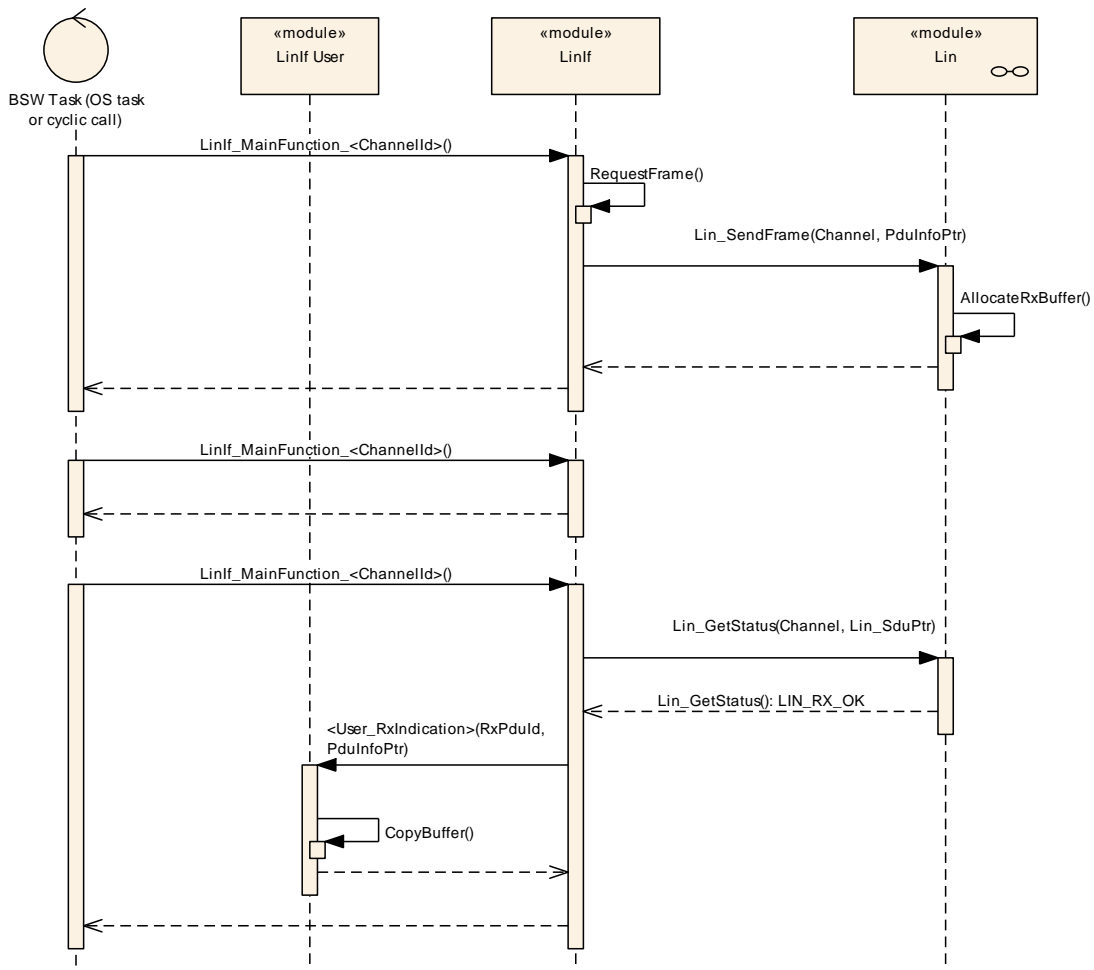 «module»
LinIf User
«module»
LinIf
«module»
Lin
BSW Task (OS task
or cyclic call)
LinIf_MainFunction_<ChannelId>()
RequestFrame()
Lin_SendFrame(Channel, PduInfoPtr)
AllocateRxBuffer()
LinIf_MainFunction_<ChannelId>()
LinIf_MainFunction_<ChannelId>()
Lin_GetStatus(Channel, Lin_SduPtr)
Lin_GetStatus(): LIN_RX_OK
<User_RxIndication>(RxPduId,
PduInfoPtr)
CopyBuffer()